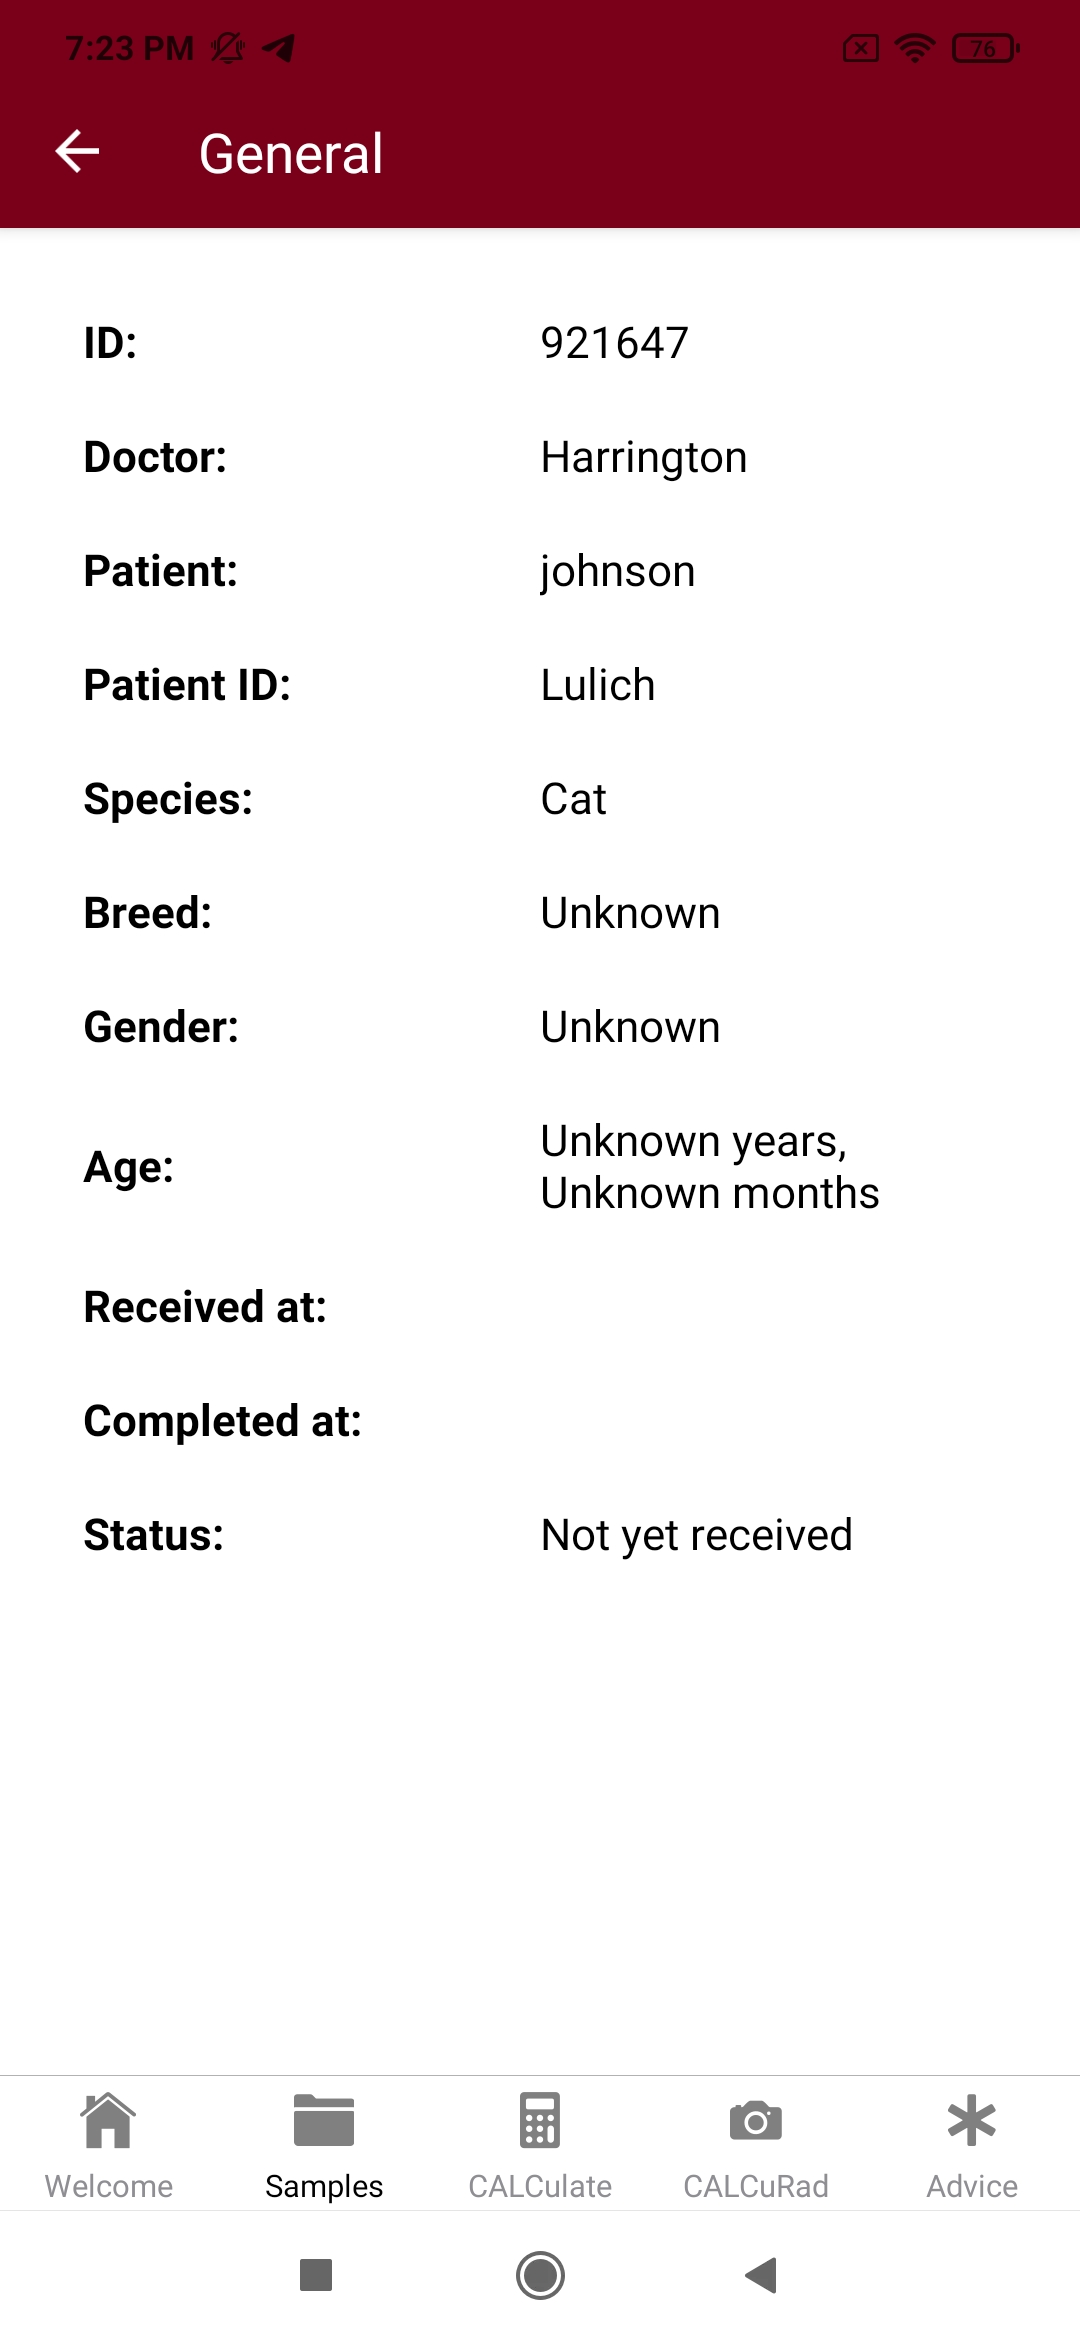 7:23 PM 76
General
ID: 921647
Doctor: Harrington
Patient: johnson
Patient ID: Lulich
Species: Cat
Breed: Unknown
Gender: Unknown
Age: Unknown years,
Unknown months
Received at:
Completed at:
Status: Not yet received
Welcome Samples CALCulate CALCuRad Advice